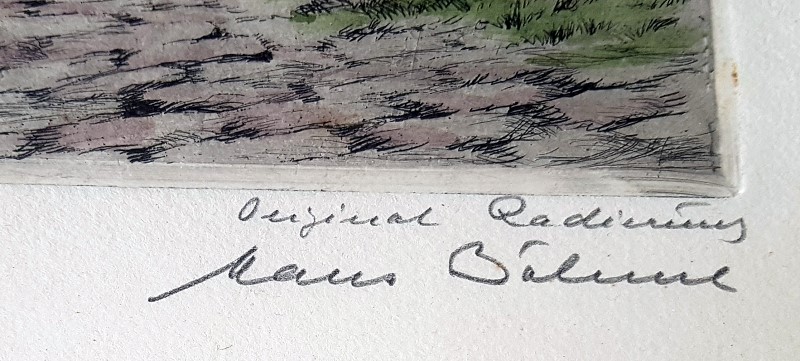 Original Radierung
Hans Böhme